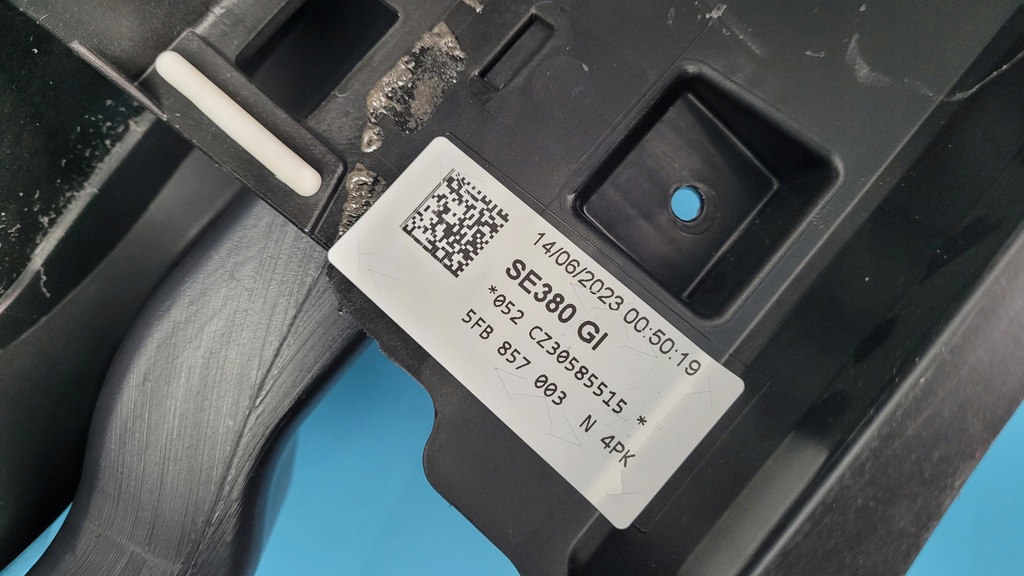 14/06/2023 00:50:19
SE380 GI
*052 CZ30585515 *
5FB 857 003 N 4PK